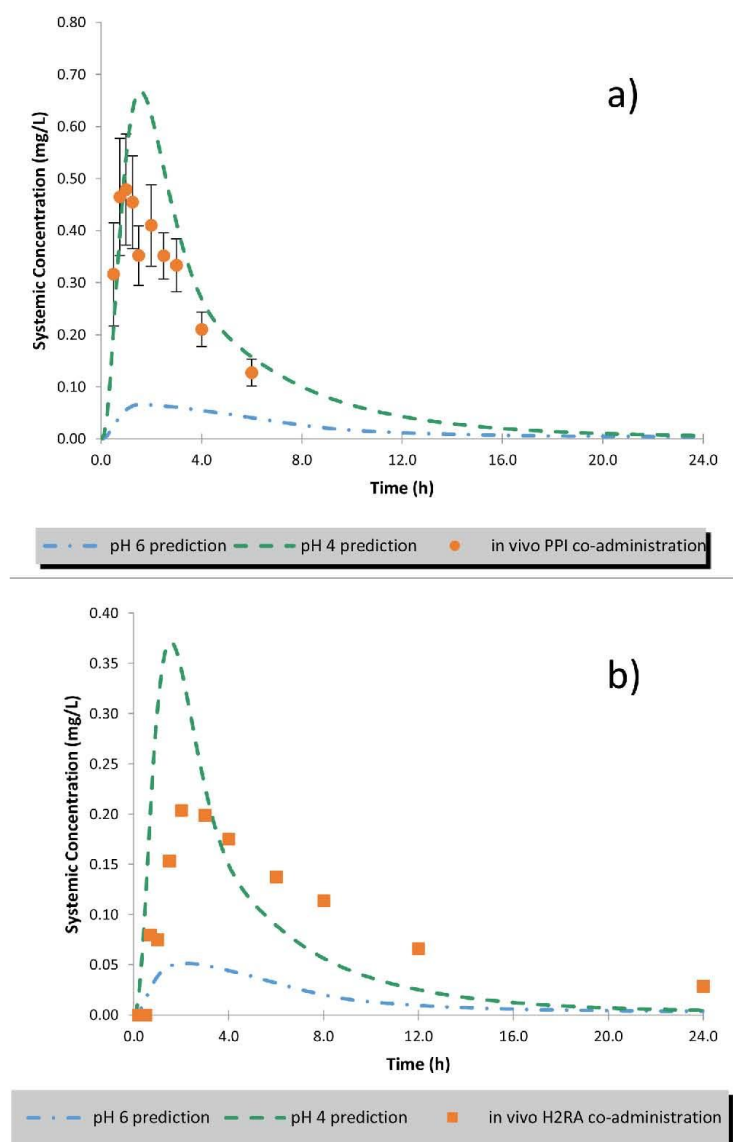 a)
0.80
0.70
0.60
0.50
0.40
0.30
0.20
0.10
0.00
Systemic Concentration (mg/L)
0.0 4.0 8.0 12.0 16.0 20.0 24.0
Time (h)
pH 6 prediction pH 4 prediction in vivo PPI co-administration
b)
0.40
0.35
0.30
0.25
0.20
0.15
0.10
0.05
0.00
Systemic Concentration (mg/L)
0.0 4.0 8.0 12.0 16.0 20.0 24.0
Time (h)
pH 6 prediction pH 4 prediction in vivo H2RA co-administration